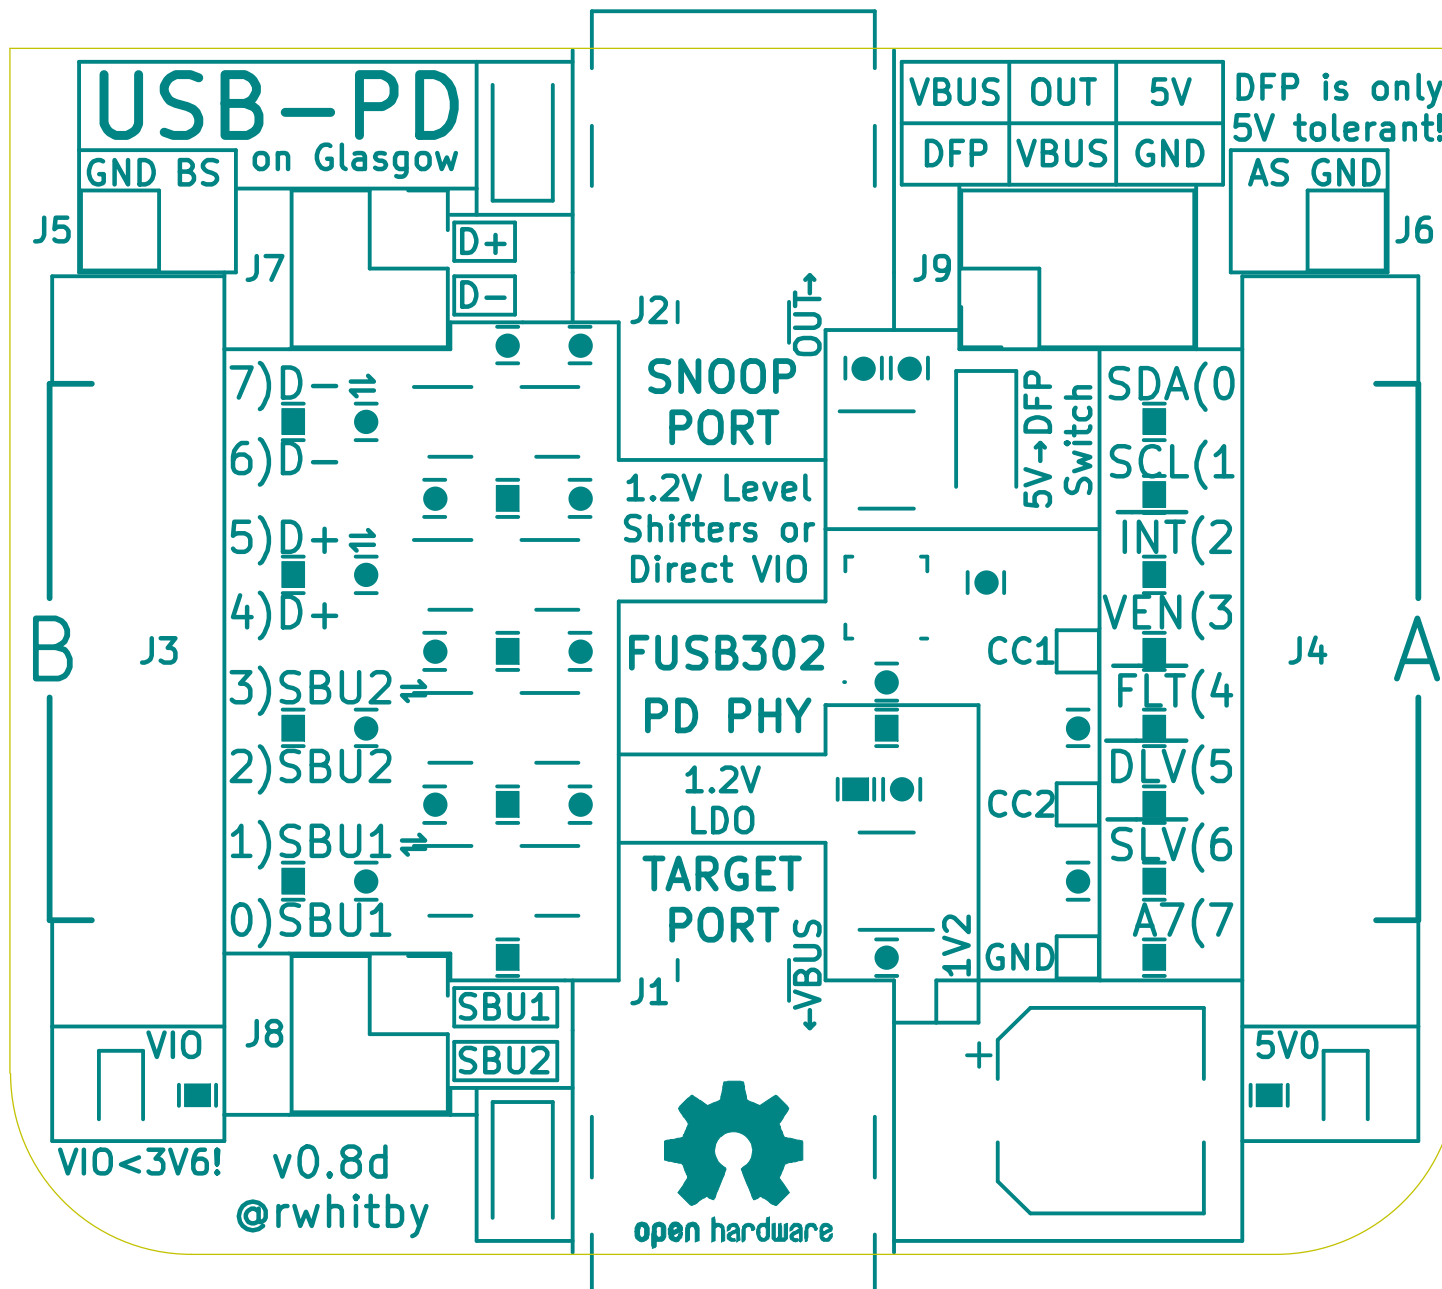 USB-PD
on Glasgow
GND BS
J5
J7
D+
D-
J2
OUT→
VBUS OUT 5V
DFP VBUS GND
DFP is only
5V tolerant!
AS GND
J6
J9
SNOOP
PORT
5V→DFP
Switch
7)D-⇌
6)D-
5)D+⇌
4)D+
3)SBU2⇌
2)SBU2
1)SBU1⇌
0)SBU1
B
J3
1.2V Level
Shifters or
Direct VIO
FUSB302
PD PHY
1.2V
LDO
TARGET
PORT
←VBUS
J1
1V2
CC1
CC2
GND
SDA(0
SCL(1
INT(2
VEN(3
FLT(4
DLV(5
SLV(6
A7(7
J4
A
J8
SBU1
SBU2
VIO
VIO<3V6!
v0.8d
@rwhitby
open hardware
+
5V0